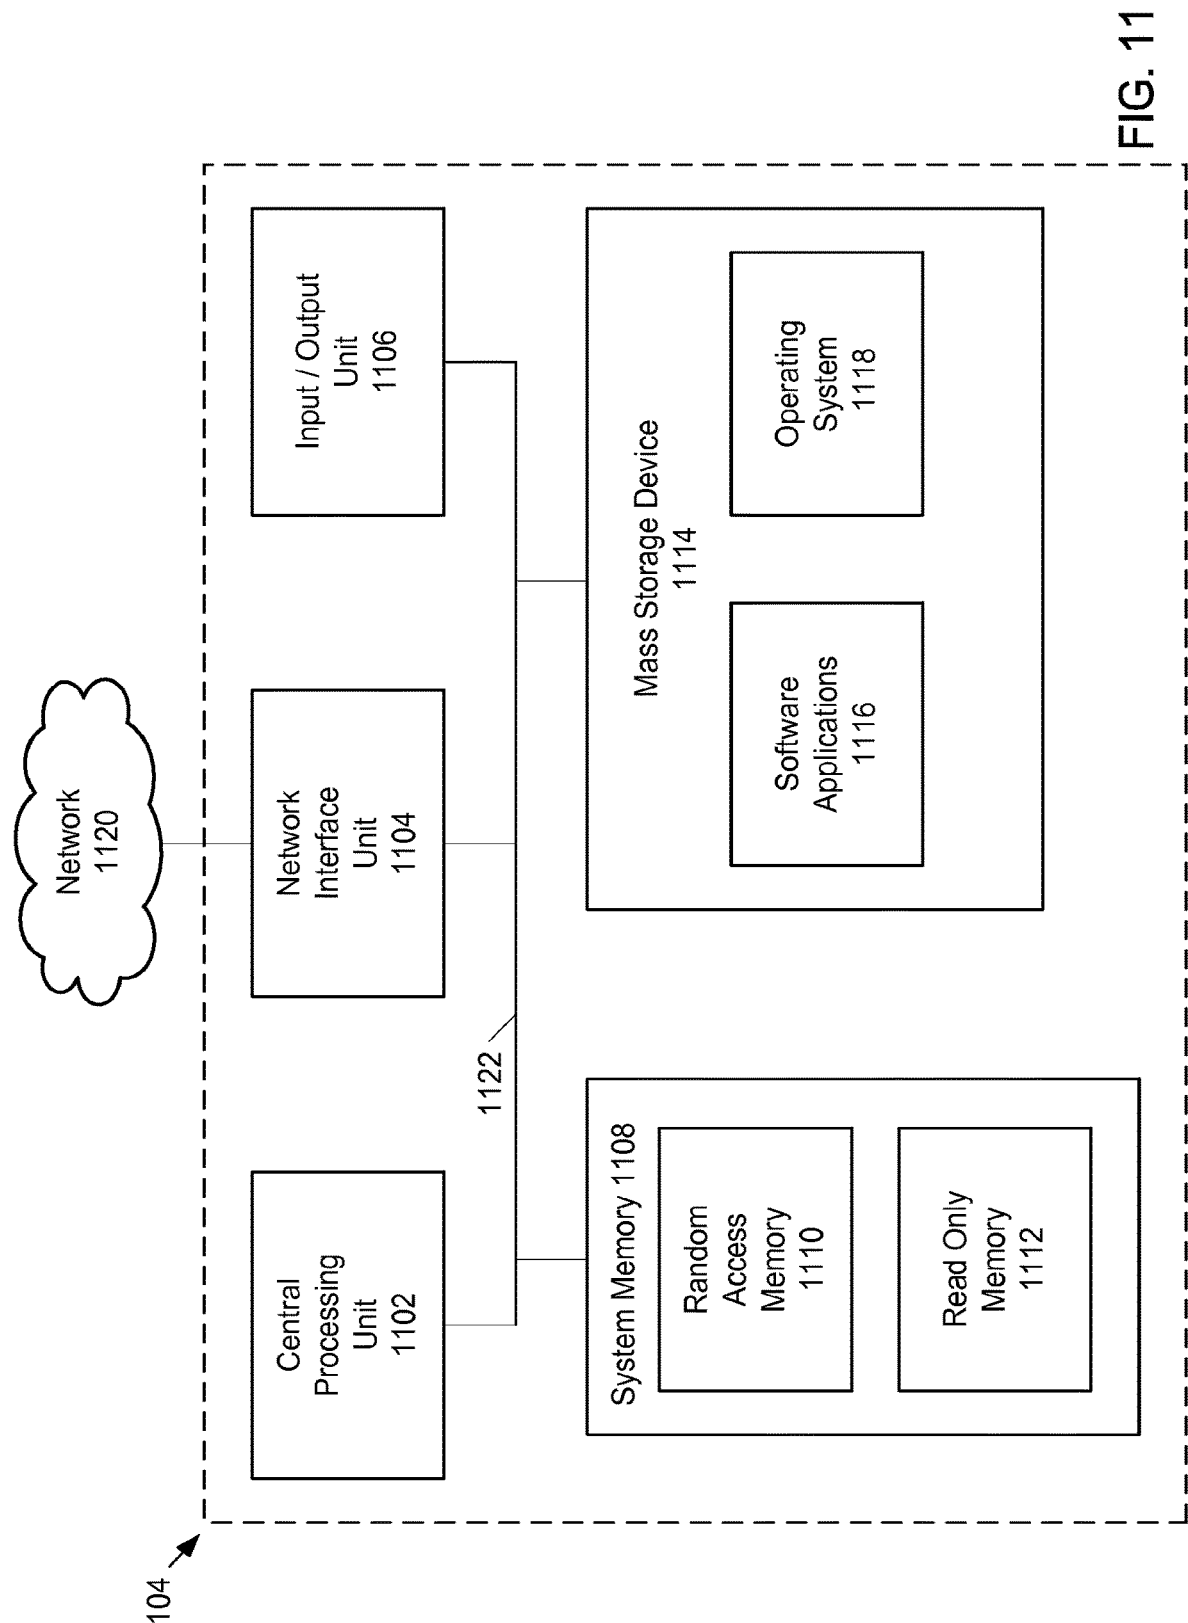 104
Network
1120
Central
Processing
Unit
1102
Network
Interface
Unit
1104
Input / Output
Unit
1106
1122
System Memory 1108
Random
Access
Memory
1110
Read Only
Memory
1112
Mass Storage Device
1114
Software
Applications
1116
Operating
System
1118
FIG. 11